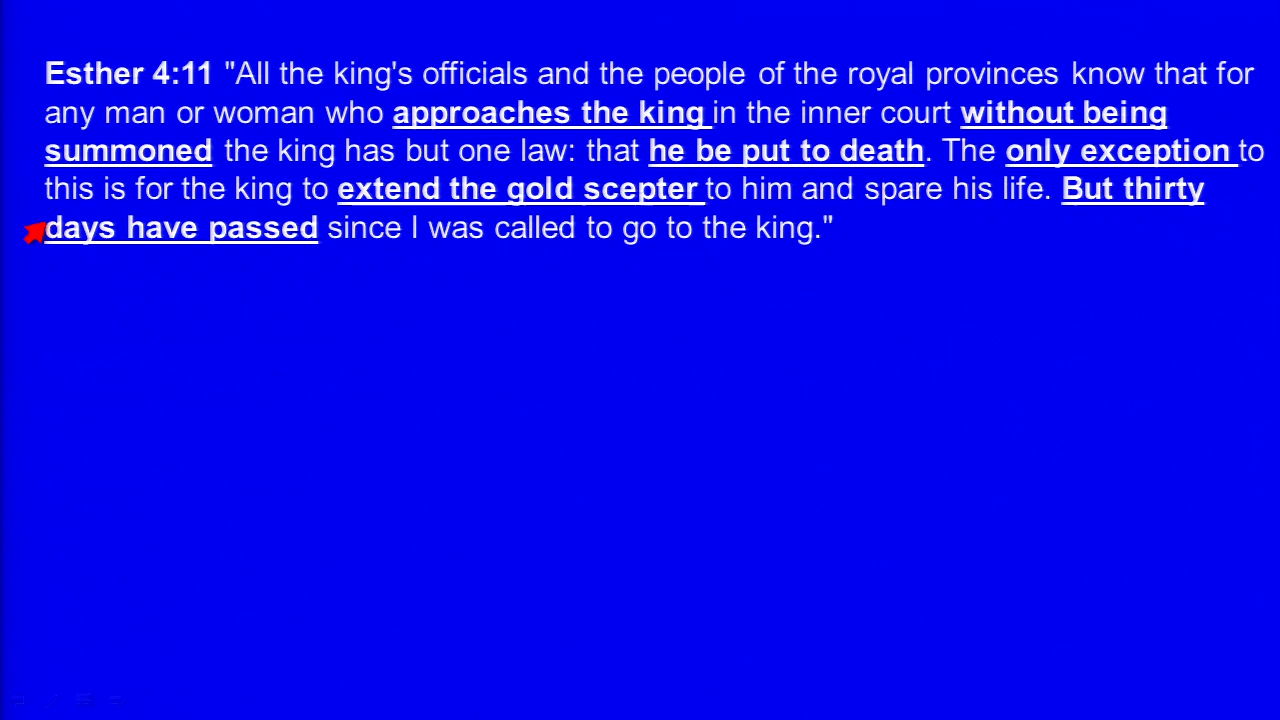 Esther 4:11 "All the king's officials and the people of the royal provinces know that for
any man or woman who approaches the king in the inner court without being
summoned the king has but one law: that he be put to death. The only exception to
this is for the king to extend the gold scepter to him and spare his life. But thirty
days have passed since I was called to go to the king."